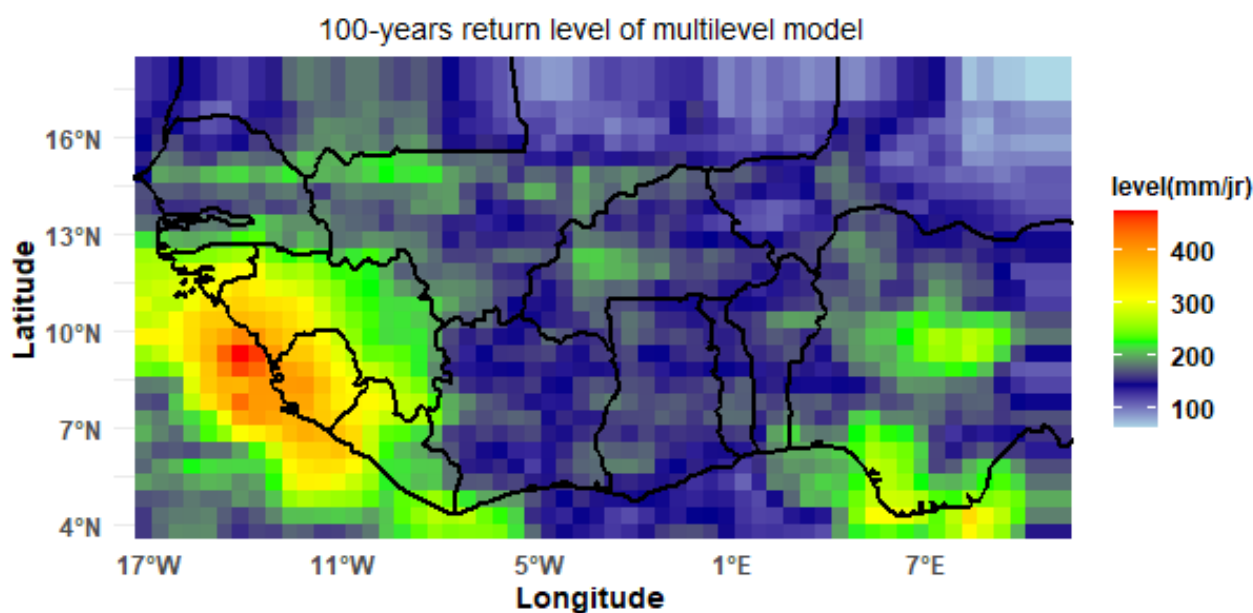 100-years return level of multilevel model
16°N
13°N
10°N
7°N
4°N
Latitude
17°W
11°W
5°W
1°E
7°E
Longitude
level(mm/jr)
400
300
200
100